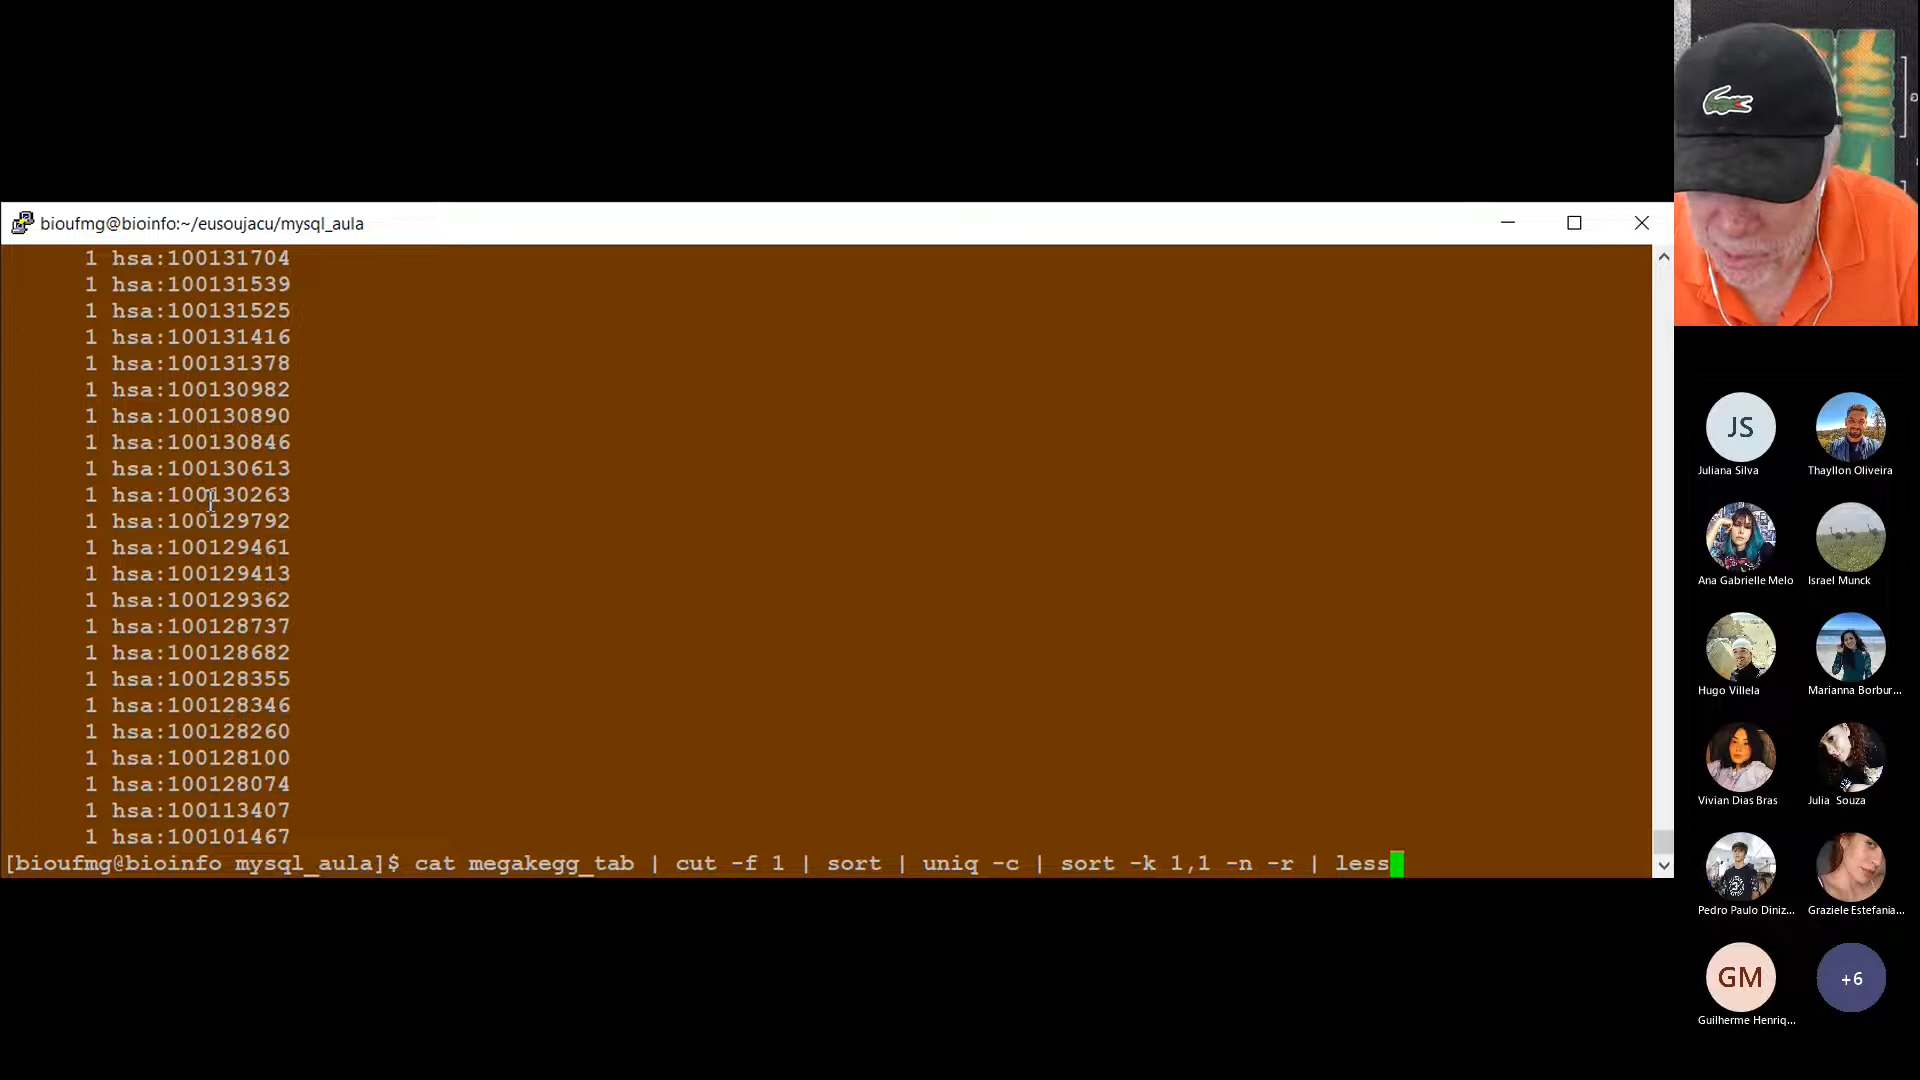 bioufmg@bioinfo:~/eusoujacu/mysql_aula
1 hsa:100131704
1 hsa:100131539
1 hsa:100131525
1 hsa:100131416
1 hsa:100131378
1 hsa:100130982
1 hsa:100130890
1 hsa:100130846
1 hsa:100130613
1 hsa:100130263
1 hsa:100129792
1 hsa:100129461
1 hsa:100129413
1 hsa:100129362
1 hsa:100128737
1 hsa:100128682
1 hsa:100128355
1 hsa:100128346
1 hsa:100128260
1 hsa:100128100
1 hsa:100128074
1 hsa:100113407
1 hsa:100101467
[bioufmg@bioinfo mysql_aula]$ cat megakegg_tab | cut -f 1 | sort | uniq -c | sort -k 1,1 -n -r | less
JS
Juliana Silva
Thayllon Oliveira
Ana Gabrielle Melo
Israel Munck
Hugo Villela
Marianna Borbur...
Vivian Dias Bras
Julia Souza
Pedro Paulo Diniz...
Graziele Estefania...
GM
+6
Guilherme Henriq...